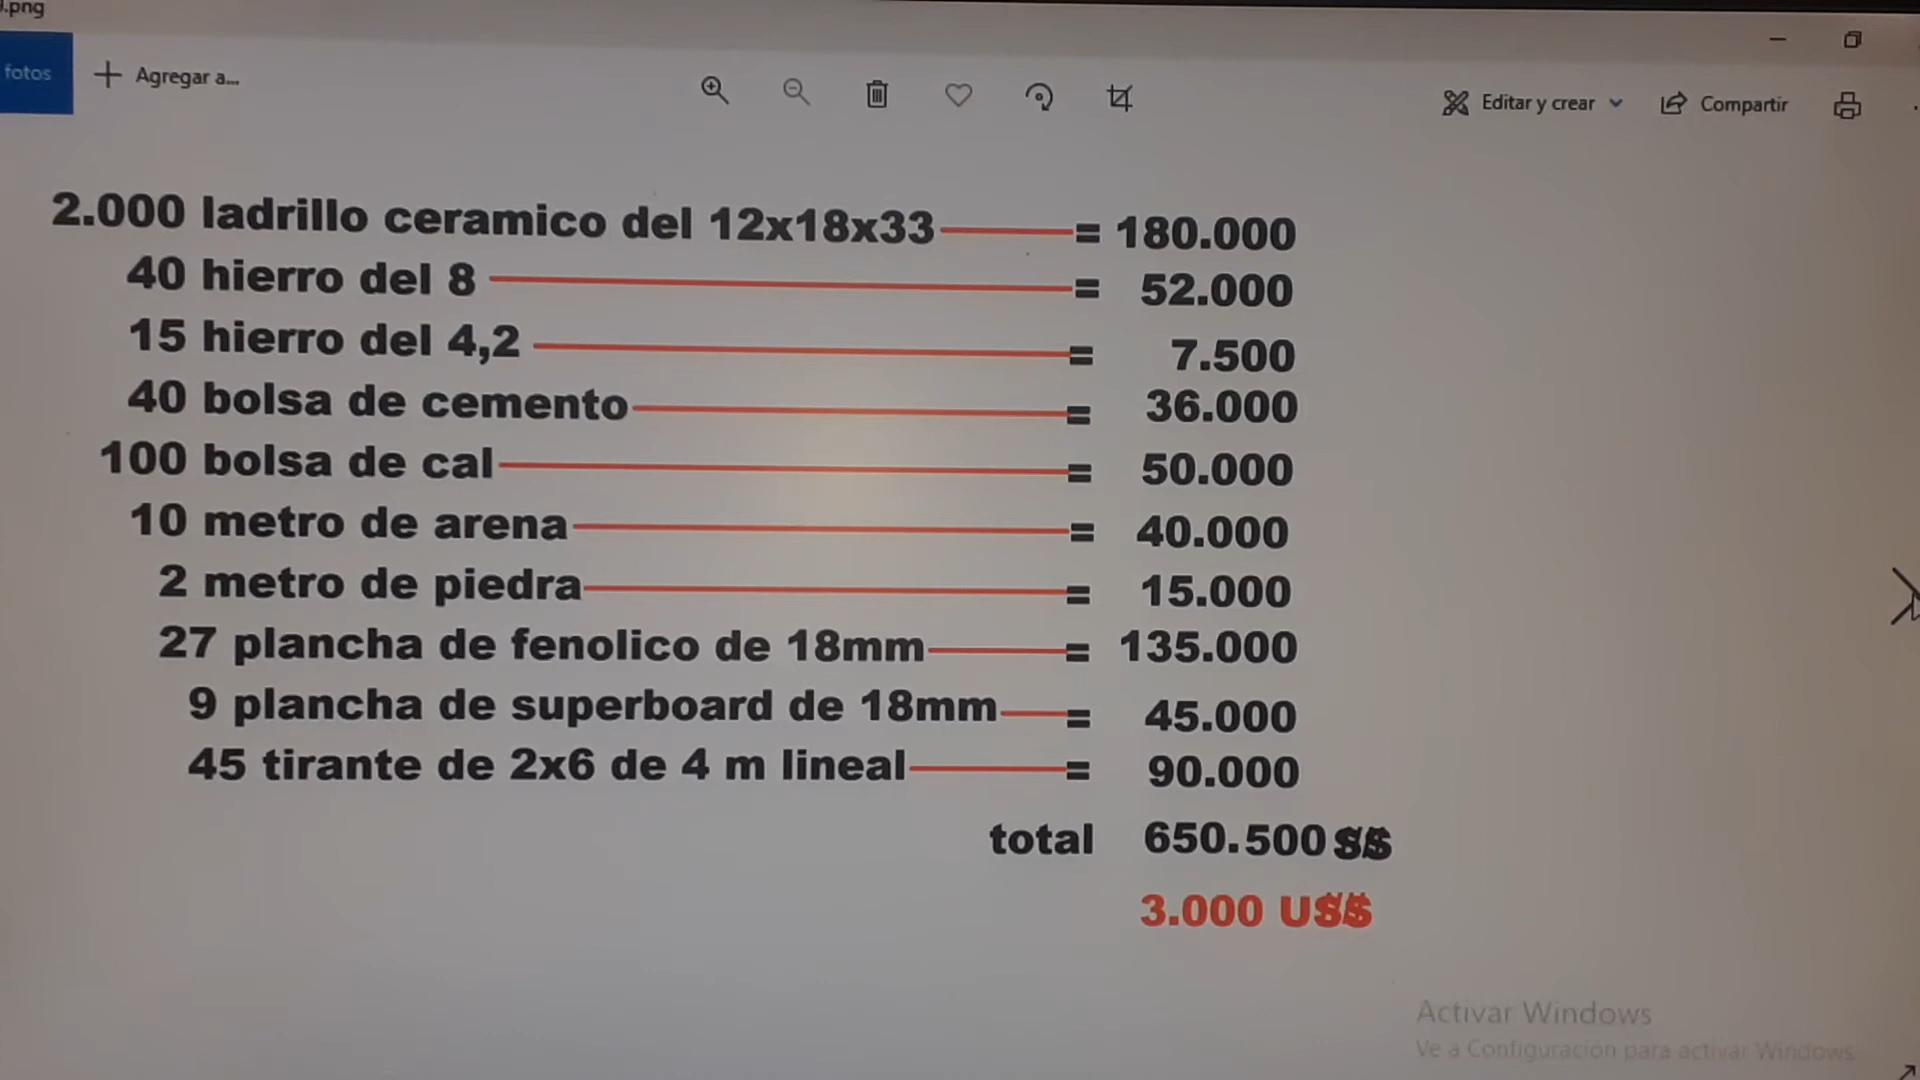 .png
fotos
Agregar a...
Editar y crear
Compartir
2.000 ladrillo ceramico del 12x18x33 = 180.000
40 hierro del 8 = 52.000
15 hierro del 4,2 = 7.500
40 bolsa de cemento = 36.000
100 bolsa de cal = 50.000
10 metro de arena = 40.000
2 metro de piedra = 15.000
27 plancha de fenolico de 18mm = 135.000
9 plancha de superboard de 18mm = 45.000
45 tirante de 2x6 de 4 m lineal = 90.000
total 650.500 $$
3.000 U$$
Activar Windows
Ve a Configuración para activar Windows.